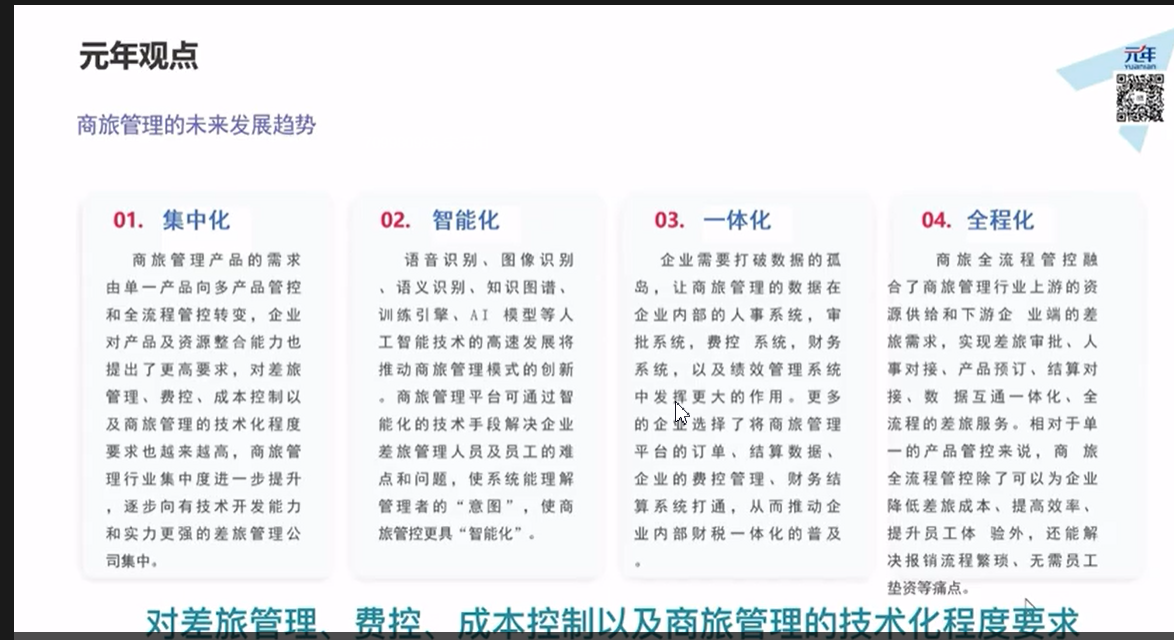 元年观点
元年
YUANIAN
商旅管理的未来发展趋势
01. 集中化
商旅管理产品的需求
由单一产品向多产品管控
和全流程管控转变，企业
对产品及资源整合能力也
提出了更高要求，对差旅
管理、费控、成本控制以
及商旅管理的技术化程度
要求也越来越高，商旅管
理行业集中度进一步提升
，逐步向有技术开发能力
和实力更强的差旅管理公
司集中。
02. 智能化
语音识别、图像识别
、语义识别、知识图谱、
训练引擎、AI 模型等人
工智能技术的高速发展将
推动商旅管理模式的创新
。商旅管理平台可通过智
能化的技术手段解决企业
差旅管理人员及员工的难
点和问题，使系统能理解
管理者的“意图”，使商
旅管控更具“智能化”。
03. 一体化
企业需要打破数据的孤
岛，让商旅管理的数据在
企业内部的人事系统，审
批系统，费控 系统，财务
系统，以及绩效管理系统
中发挥更大的作用。更多
的企业选择了将商旅管理
平台的订单、结算数据、
企业的费控管理、财务结
算系统打通，从而推动企
业内部财税一体化的普及
。
04. 全程化
商旅全流程管控融
合了商旅管理行业上游的资
源供给和下游企 业端的差
旅需求，实现差旅审批、人
事对接、产品预订、结算对
接、数 据互通一体化、全
流程的差旅服务。相对于单
一的产品管控来说，商 旅
全流程管控除了可以为企业
降低差旅成本、提高效率、
提升员工体 验外，还能解
决报销流程繁琐、无需员工
垫资等痛点。
对差旅管理、费控、成本控制以及商旅管理的技术化程度要求